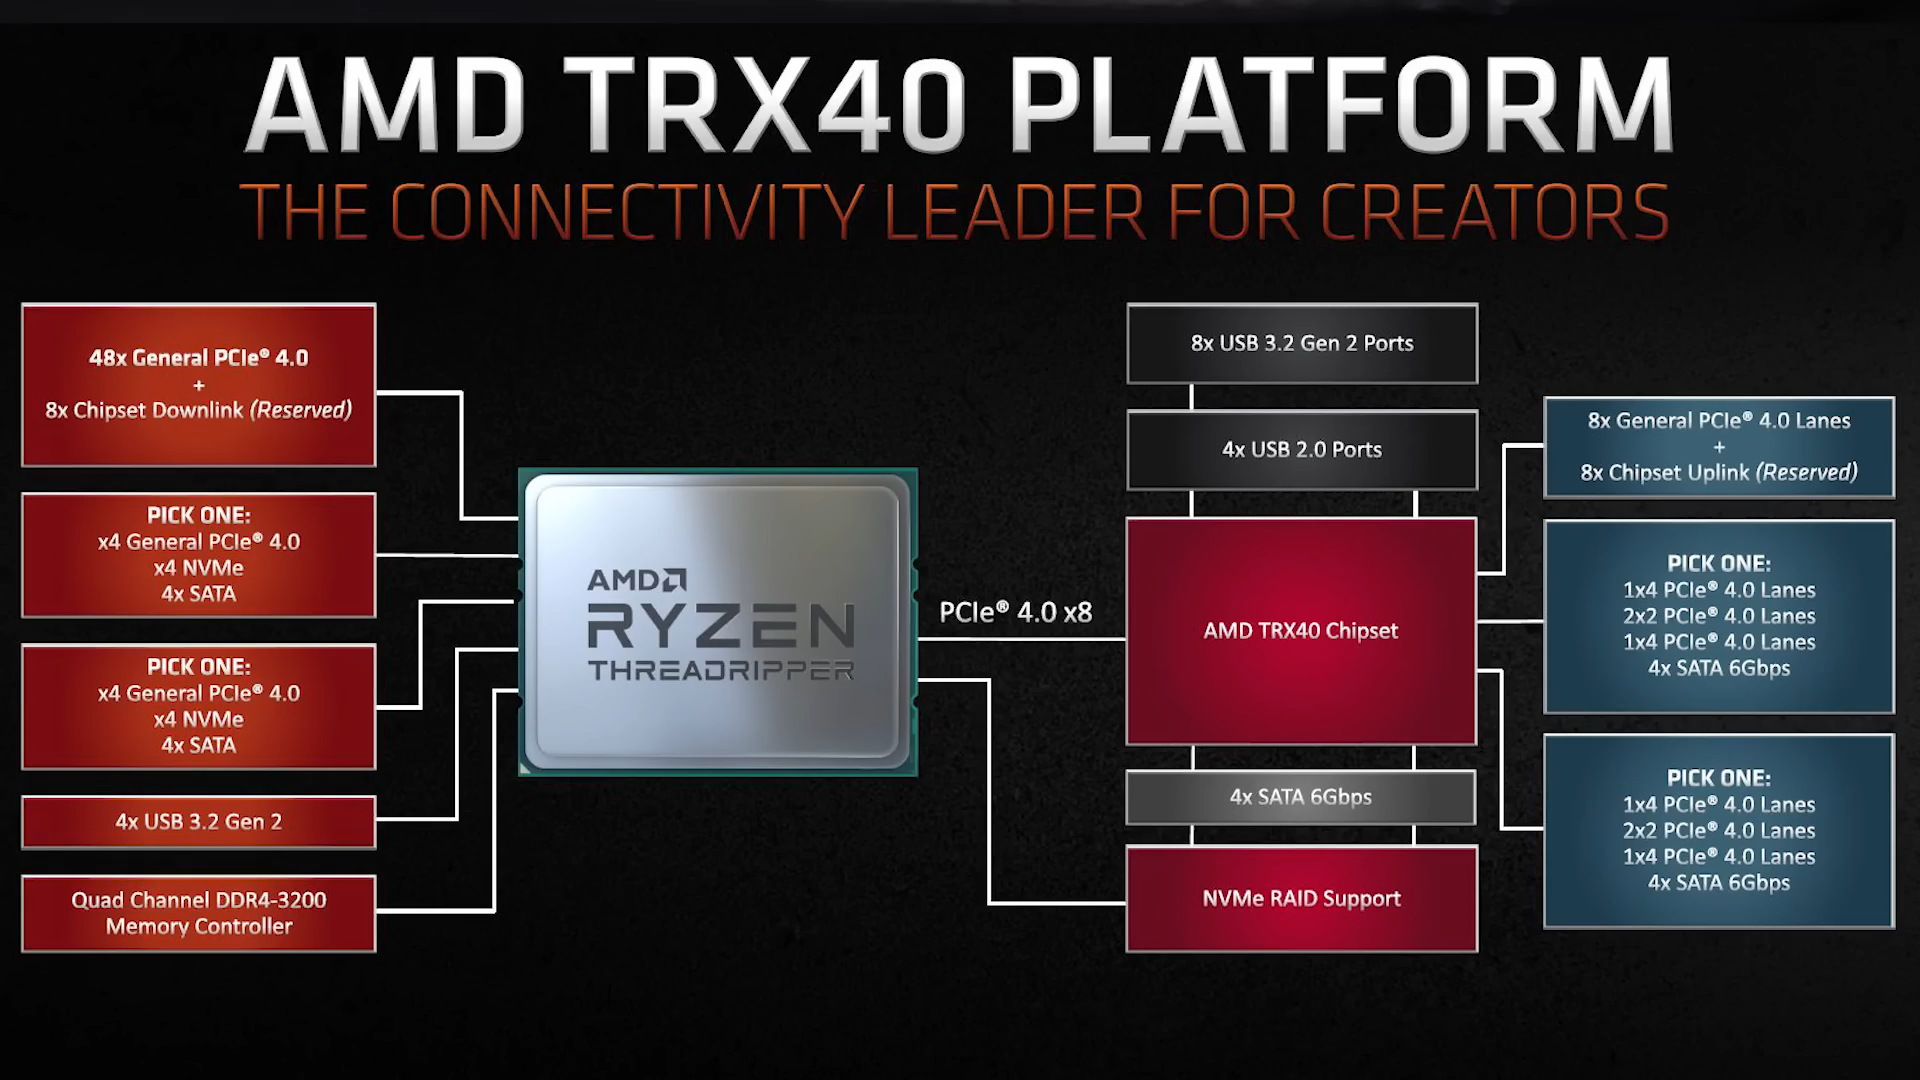 AMD TRX40 PLATFORM
THE CONNECTIVITY LEADER FOR CREATORS
48x General PCIe® 4.0
+
8x Chipset Downlink (Reserved)
PICK ONE:
x4 General PCIe® 4.0
x4 NVMe
4x SATA
PICK ONE:
x4 General PCIe® 4.0
x4 NVMe
4x SATA
4x USB 3.2 Gen 2
Quad Channel DDR4-3200
Memory Controller
AMD
RYZEN
THREADRIPPER
PCIe® 4.0 x8
8x USB 3.2 Gen 2 Ports
4x USB 2.0 Ports
AMD TRX40 Chipset
4x SATA 6Gbps
NVMe RAID Support
8x General PCIe® 4.0 Lanes
+
8x Chipset Uplink (Reserved)
PICK ONE:
1x4 PCIe® 4.0 Lanes
2x2 PCIe® 4.0 Lanes
1x4 PCIe® 4.0 Lanes
4x SATA 6Gbps
PICK ONE:
1x4 PCIe® 4.0 Lanes
2x2 PCIe® 4.0 Lanes
1x4 PCIe® 4.0 Lanes
4x SATA 6Gbps